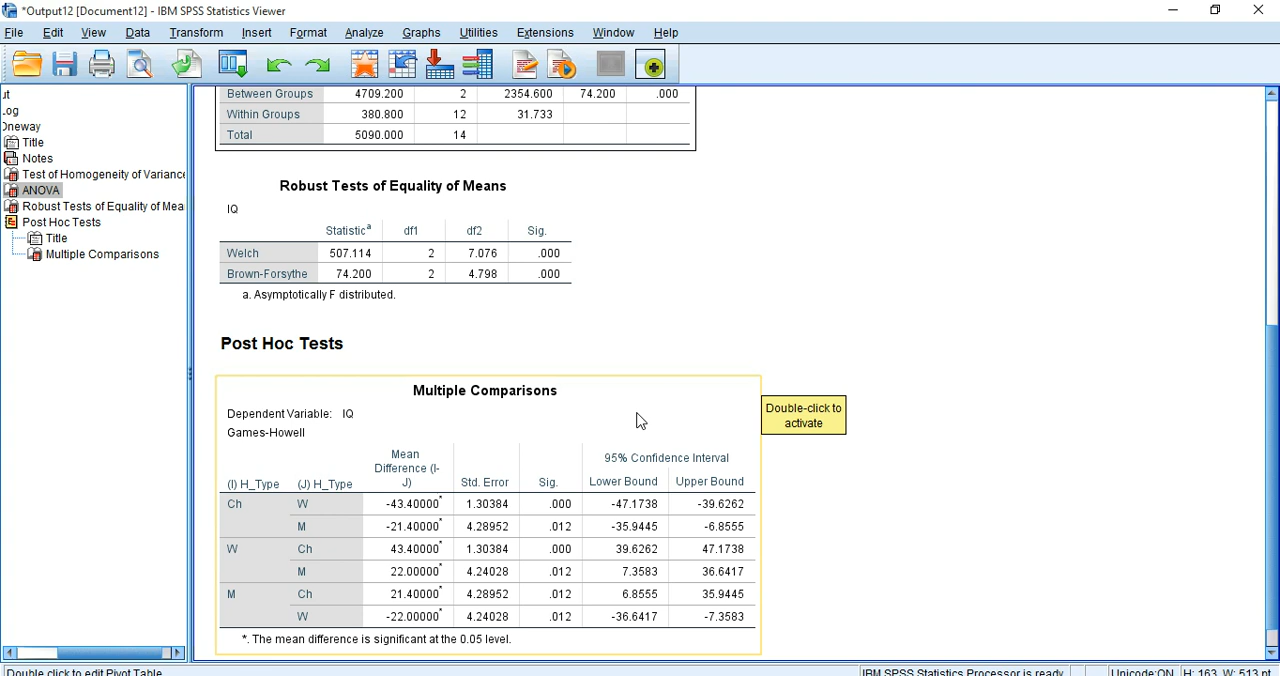 *Output12 [Document12] - IBM SPSS Statistics Viewer
File Edit View Data Transform Insert Format Analyze Graphs Utilities Extensions Window Help
Title
Notes
Test of Homogeneity of Variance
ANOVA
Robust Tests of Equality of Mea
Post Hoc Tests
Title
Multiple Comparisons
Between Groups 4709.200 2 2354.600 74.200 .000
Within Groups 380.800 12 31.733
Total 5090.000 14
Robust Tests of Equality of Means
IQ
Statistic a df1 df2 Sig.
Welch 507.114 2 7.076 .000
Brown-Forsythe 74.200 2 4.798 .000
a. Asymptotically F distributed.
Post Hoc Tests
Multiple Comparisons
Dependent Variable: IQ
Games-Howell
Mean
Difference (I-
95% Confidence Interval
(I) H_Type (J) H_Type J) Std. Error Sig. Lower Bound Upper Bound
Ch W -43.40000* 1.30384 .000 -47.1738 -39.6262
M -21.40000* 4.28952 .012 -35.9445 -6.8555
W Ch 43.40000* 1.30384 .000 39.6262 47.1738
M 22.00000* 4.24028 .012 7.3583 36.6417
M Ch 21.40000* 4.28952 .012 6.8555 35.9445
W -22.00000* 4.24028 .012 -36.6417 -7.3583
*. The mean difference is significant at the 0.05 level.
Double-click to
activate
Double click to edit Pivot Table
IBM SPSS Statistics Processor is ready Unicode:ON H: 163, W: 513 pt